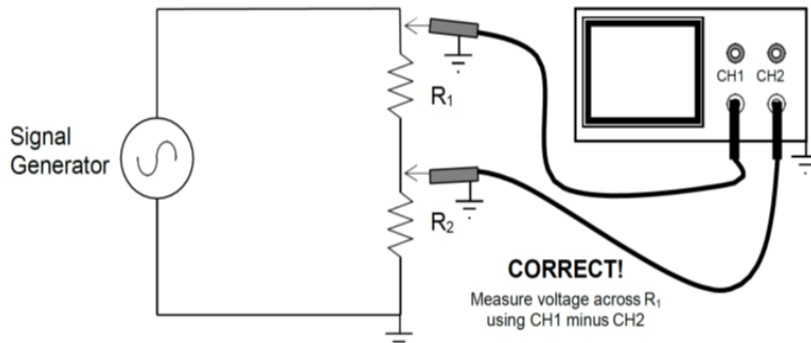 Signal
Generator
R₁
R₂
CH1 CH2
CORRECT!
Measure voltage across R₁
using CH1 minus CH2